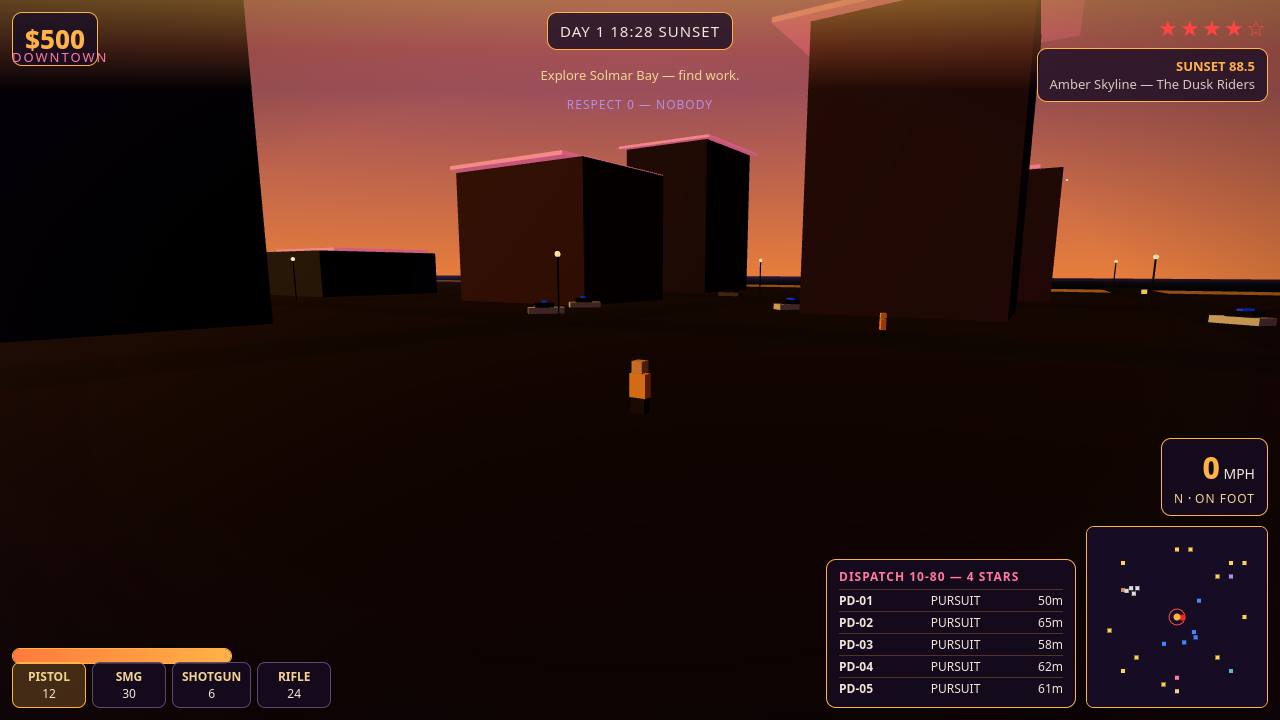 $500
DOWNTOWN
DAY 1 18:28 SUNSET
Explore Solmar Bay — find work.
RESPECT 0 — NOBODY
★★★★☆
SUNSET 88.5
Amber Skyline — The Dusk Riders
0 MPH
N · ON FOOT
DISPATCH 10-80 — 4 STARS
PD-01 PURSUIT 50m
PD-02 PURSUIT 65m
PD-03 PURSUIT 58m
PD-04 PURSUIT 62m
PD-05 PURSUIT 61m
PISTOL
12
SMG
30
SHOTGUN
6
RIFLE
24